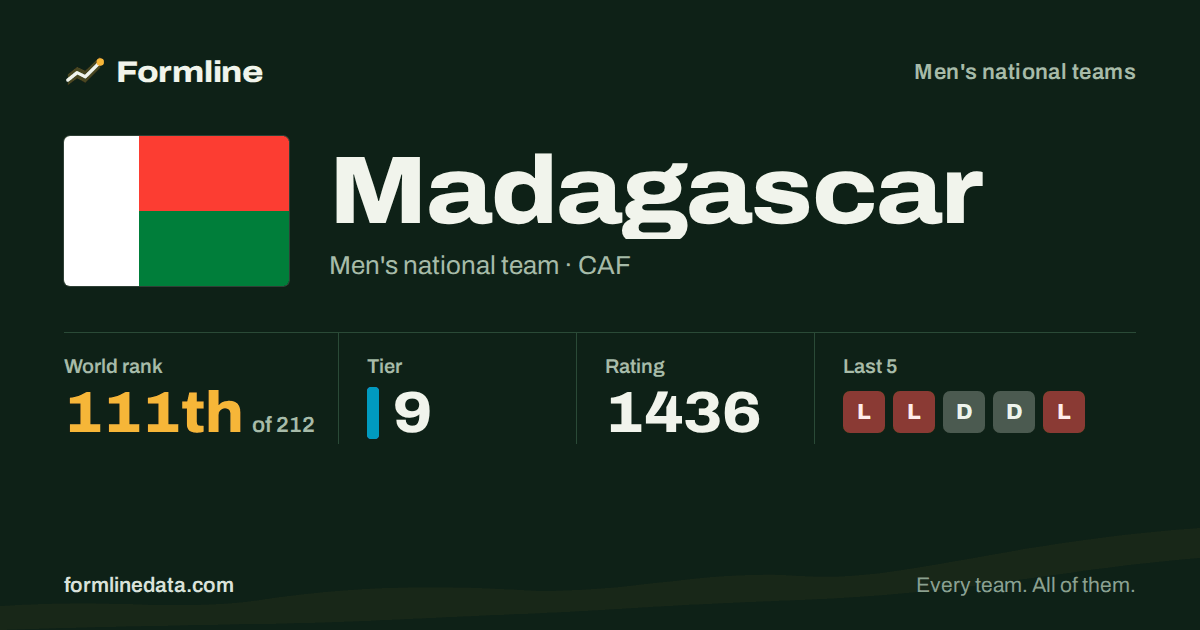 Formline
Men's national teams
Madagascar
Men's national team · CAF
World rank
111th of 212
Tier
9
Rating
1436
Last 5
L L D D L
formlinedata.com
Every team. All of them.